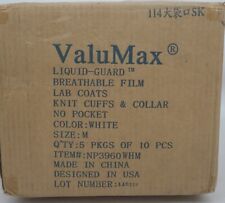 114大袋口SK
ValuMax®
LIQUID-GUARD™
BREATHABLE FILM
LAB COATS
KNIT CUFFS & COLLAR
NO POCKET
COLOR:WHITE
SIZE:M
Q'TY:5 PKGS OF 10 PCS
ITEM#:NP3960WHM
MADE IN CHINA
DESIGNED IN USA
LOT NUMBER: